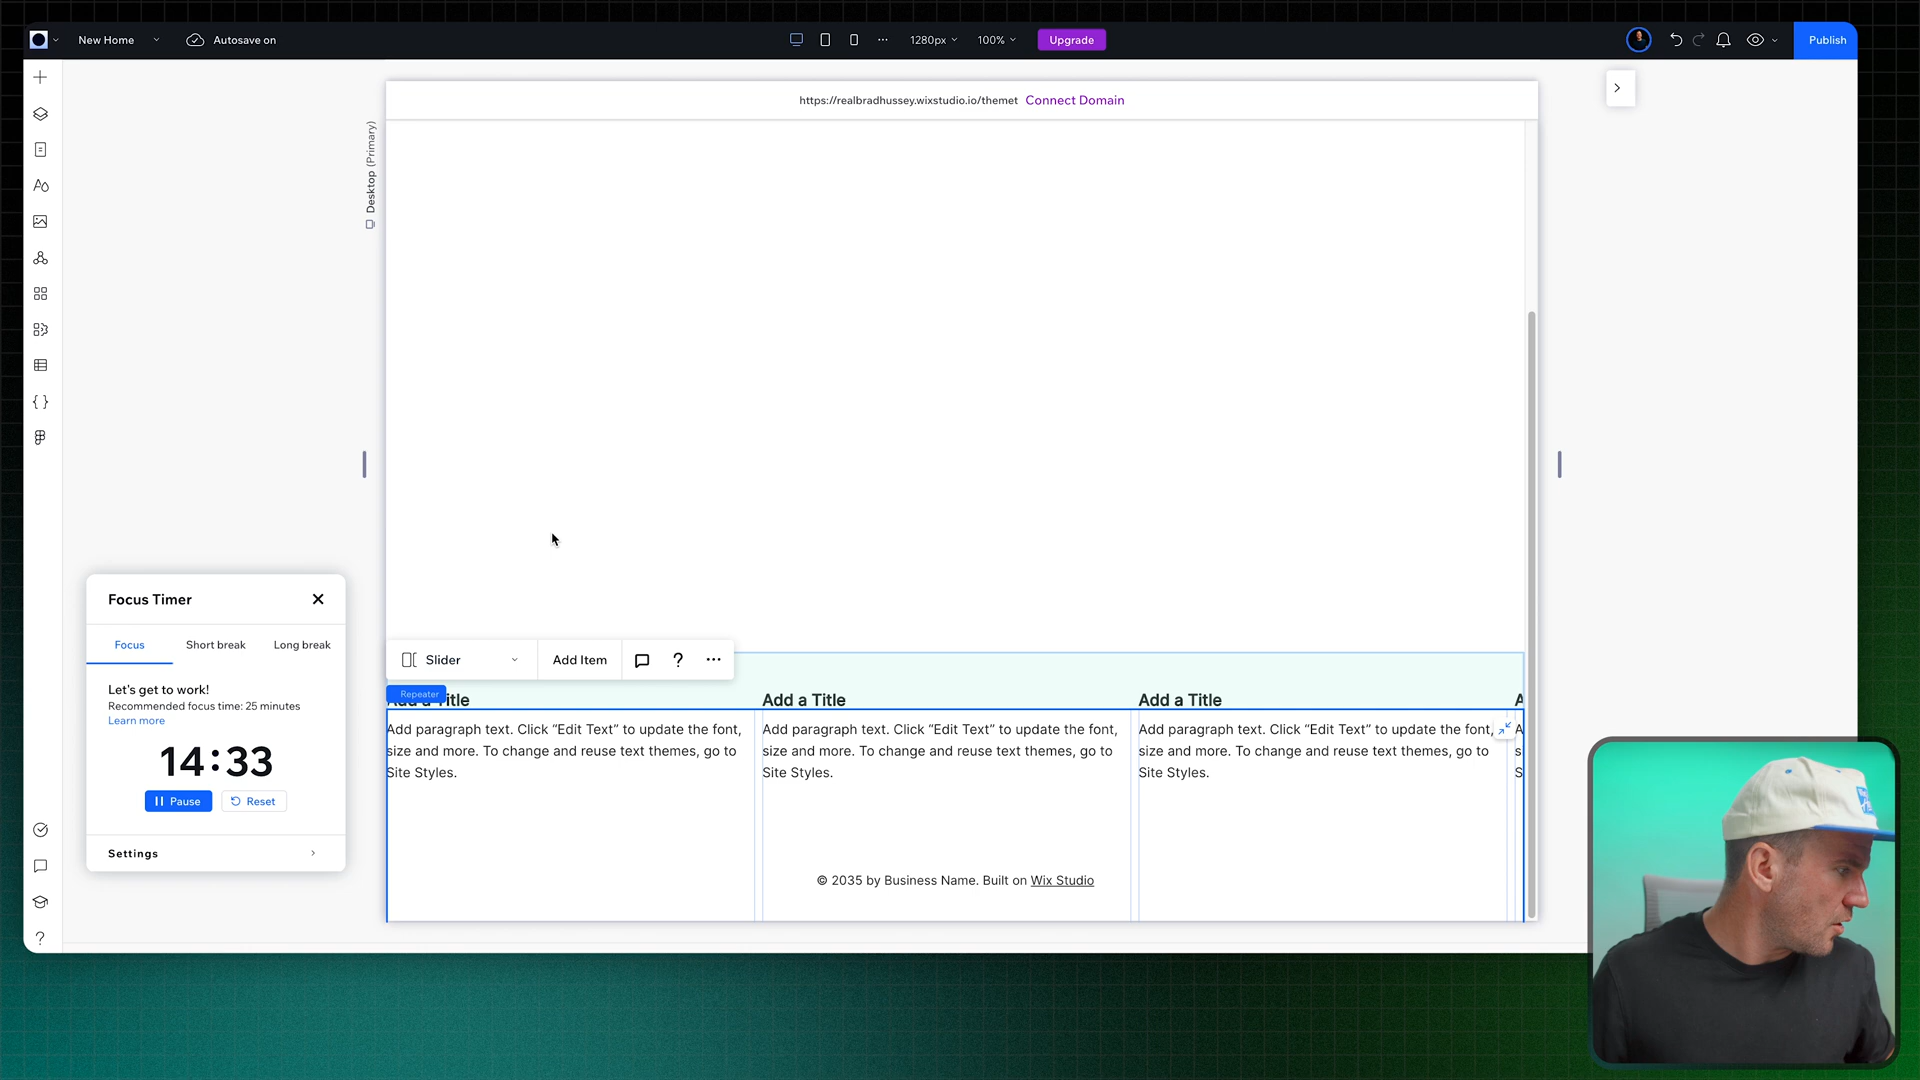 New Home
Autosave on
1280px
100%
Upgrade
Publish
https://realbradhussey.wixstudio.io/themet Connect Domain
Desktop (Primary)
Slider
Add Item
?
Repeater
Add a Title
Add a Title
Add a Title
A
Add paragraph text. Click “Edit Text” to update the font,
size and more. To change and reuse text themes, go to
Site Styles.
Add paragraph text. Click “Edit Text” to update the font,
size and more. To change and reuse text themes, go to
Site Styles.
Add paragraph text. Click “Edit Text” to update the font,
size and more. To change and reuse text themes, go to
Site Styles.
A
s
S
© 2035 by Business Name. Built on Wix Studio
Focus Timer
Focus
Short break
Long break
Let's get to work!
Recommended focus time: 25 minutes
Learn more
14:33
Pause
Reset
Settings
?